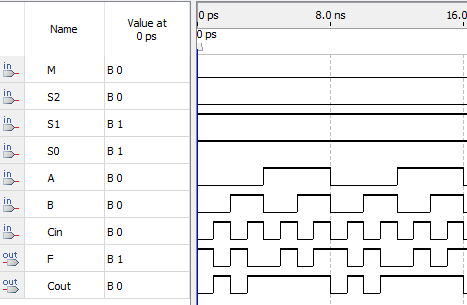 Name Value at 0 ps 0 ps 8.0 ns 16.0
0 ps
in M B 0
in S2 B 0
in S1 B 1
in S0 B 1
in A B 0
in B B 0
in Cin B 0
out F B 1
out Cout B 0